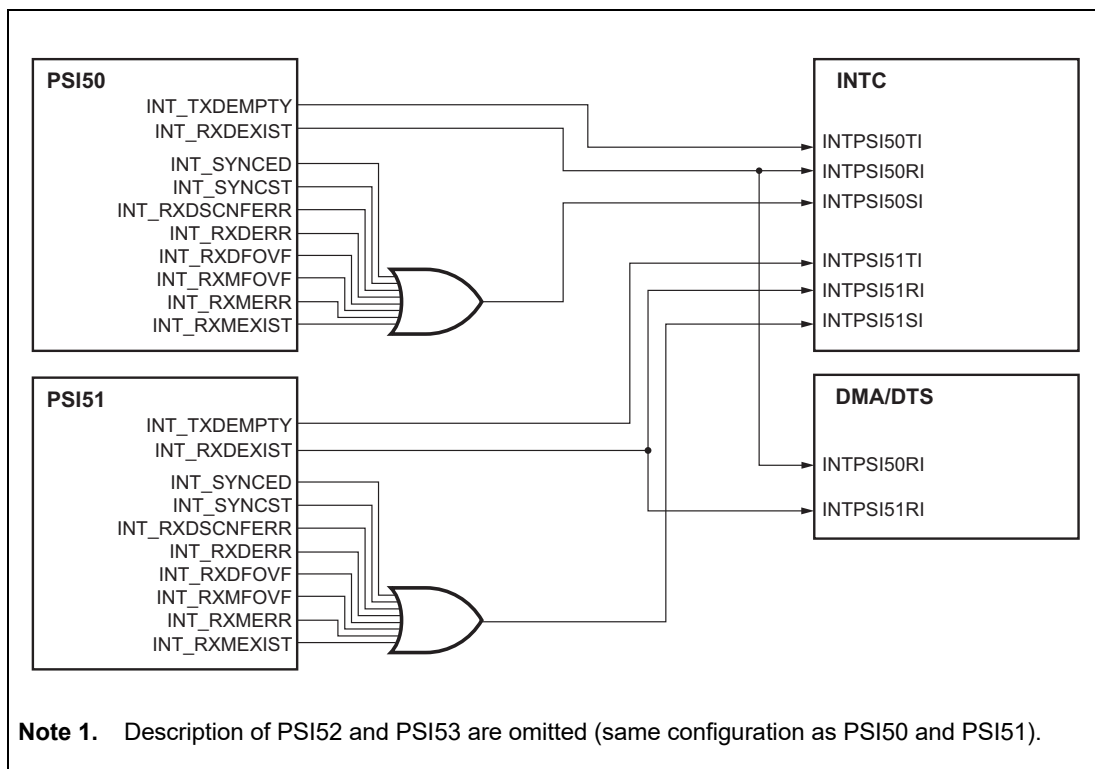 PSI50
INT_TXDEMPTY
INT_RXDEXIST
INT_SYNCED
INT_SYNCST
INT_RXDSCNFERR
INT_RXDERR
INT_RXDFOVF
INT_RXMFOVF
INT_RXMERR
INT_RXMEXIST
INTC
INTPSI50TI
INTPSI50RI
INTPSI50SI
INTPSI51TI
INTPSI51RI
INTPSI51SI
PSI51
INT_TXDEMPTY
INT_RXDEXIST
INT_SYNCED
INT_SYNCST
INT_RXDSCNFERR
INT_RXDERR
INT_RXDFOVF
INT_RXMFOVF
INT_RXMERR
INT_RXMEXIST
DMA/DTS
INTPSI50RI
INTPSI51RI
Note 1. Description of PSI52 and PSI53 are omitted (same configuration as PSI50 and PSI51).